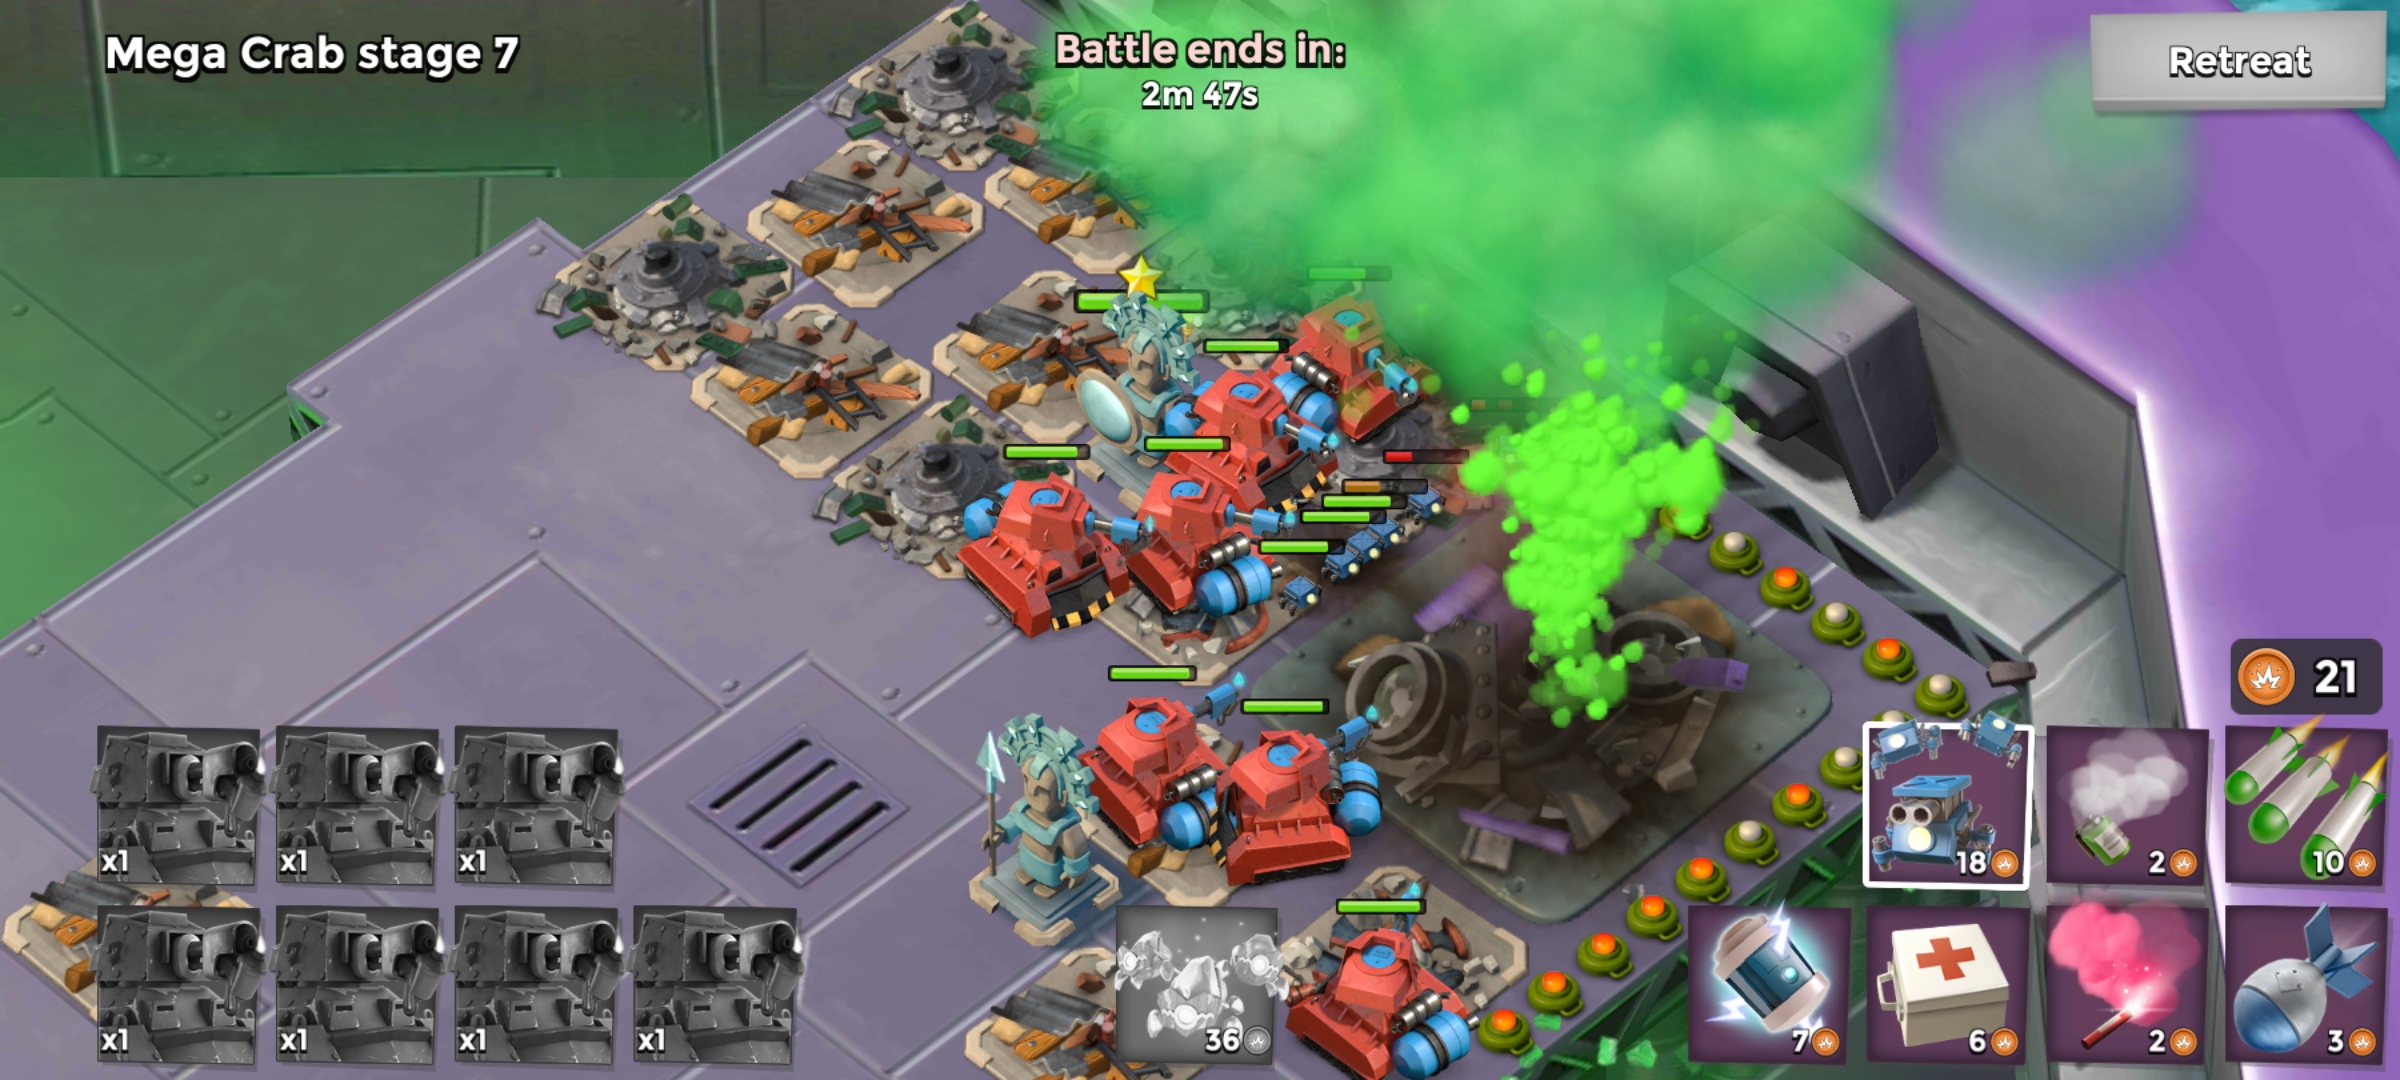 Mega Crab stage 7
Battle ends in:
2m 47s
Retreat
21
x1
x1
x1
18
2
10
x1
x1
x1
x1
36
7
6
2
3